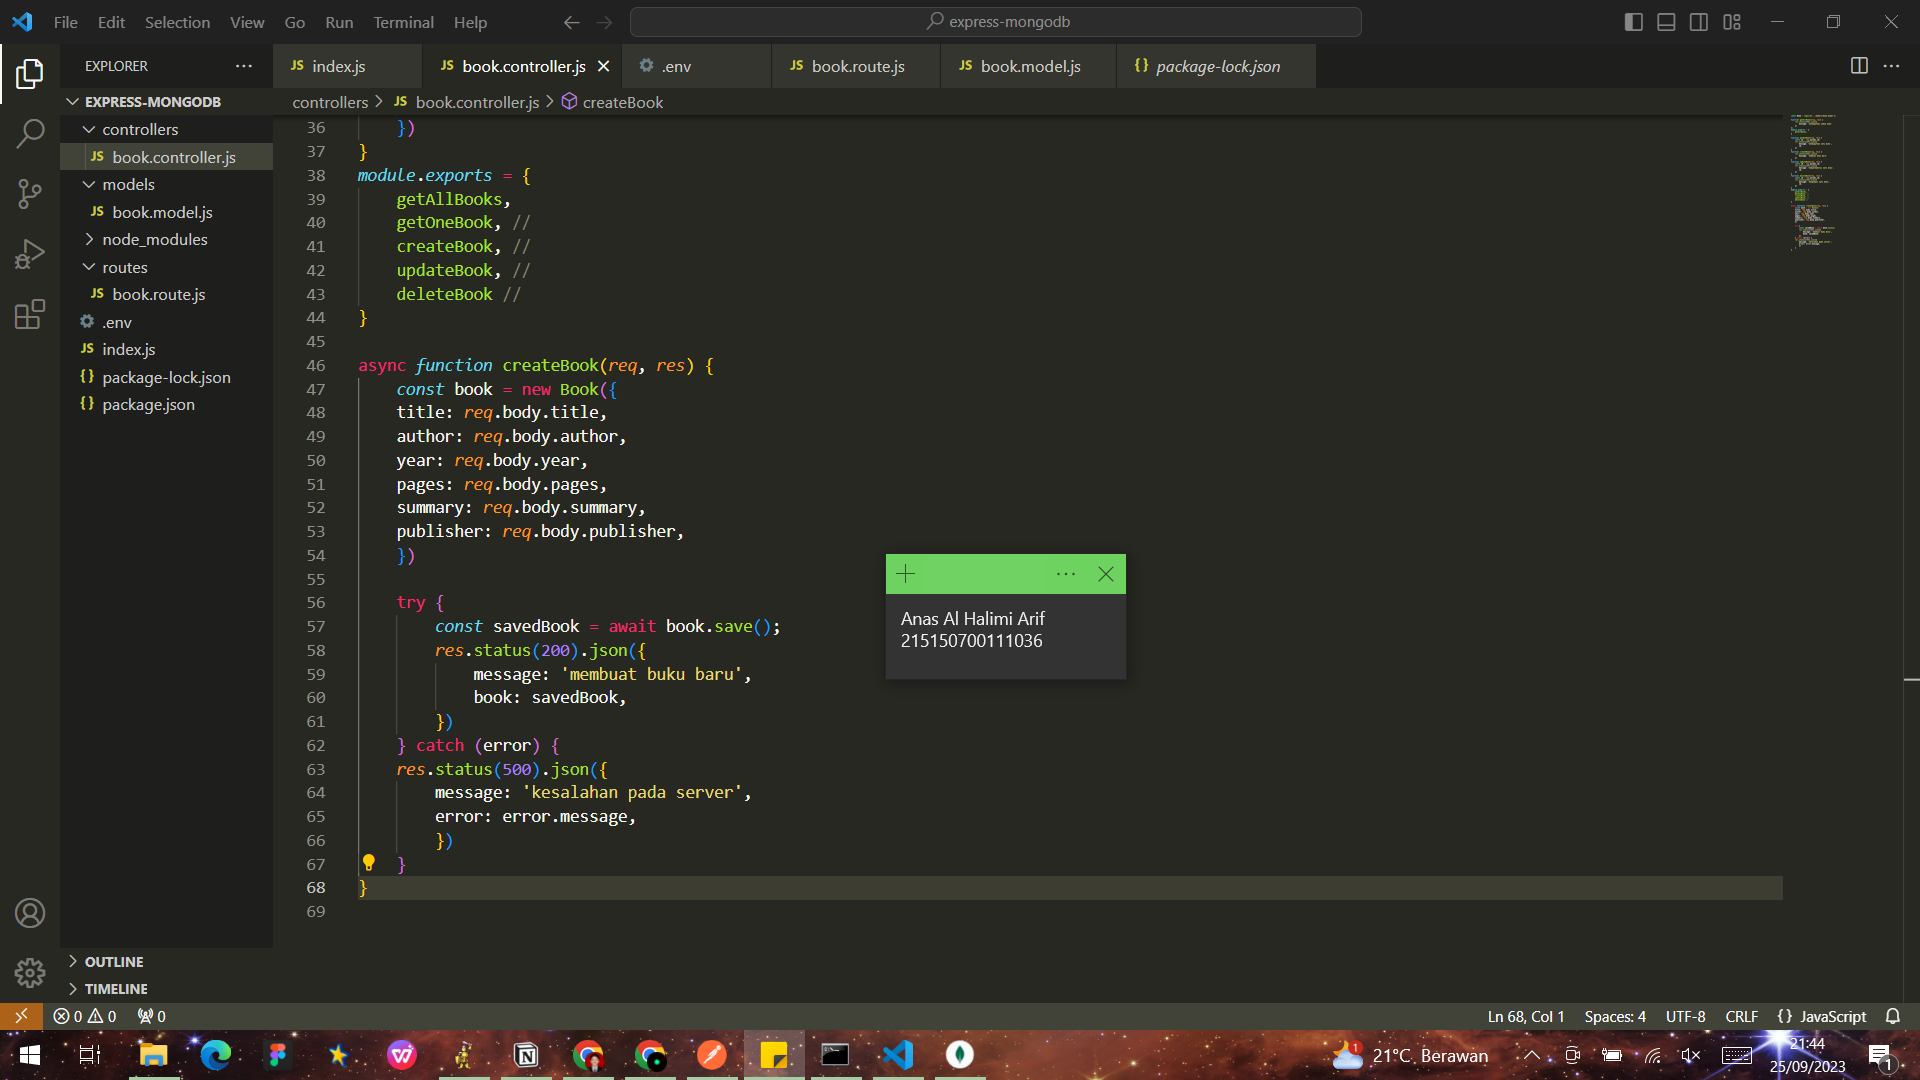 File Edit Selection View Go Run Terminal Help
express-mongodb
EXPLORER
JS index.js
JS book.controller.js
.env
JS book.route.js
JS book.model.js
{} package-lock.json
EXPRESS-MONGODB
controllers
JS book.controller.js
models
JS book.model.js
node_modules
routes
JS book.route.js
.env
JS index.js
{} package-lock.json
{} package.json
OUTLINE
TIMELINE
controllers > JS book.controller.js > createBook
36 })
37 }
38 module.exports = {
39 getAllBooks,
40 getOneBook, //
41 createBook, //
42 updateBook, //
43 deleteBook //
44 }
45
46 async function createBook(req, res) {
47 const book = new Book({
48 title: req.body.title,
49 author: req.body.author,
50 year: req.body.year,
51 pages: req.body.pages,
52 summary: req.body.summary,
53 publisher: req.body.publisher,
54 })
55
56 try {
57 const savedBook = await book.save();
58 res.status(200).json({
59 message: 'membuat buku baru',
60 book: savedBook,
61 })
62 } catch (error) {
63 res.status(500).json({
64 message: 'kesalahan pada server',
65 error: error.message,
66 })
67 }
68 }
69
Anas Al Halimi Arif
215150700111036
0 0 0
Ln 68, Col 1 Spaces: 4 UTF-8 CRLF {} JavaScript
21°C Berawan
21:44
25/09/2023
1
1